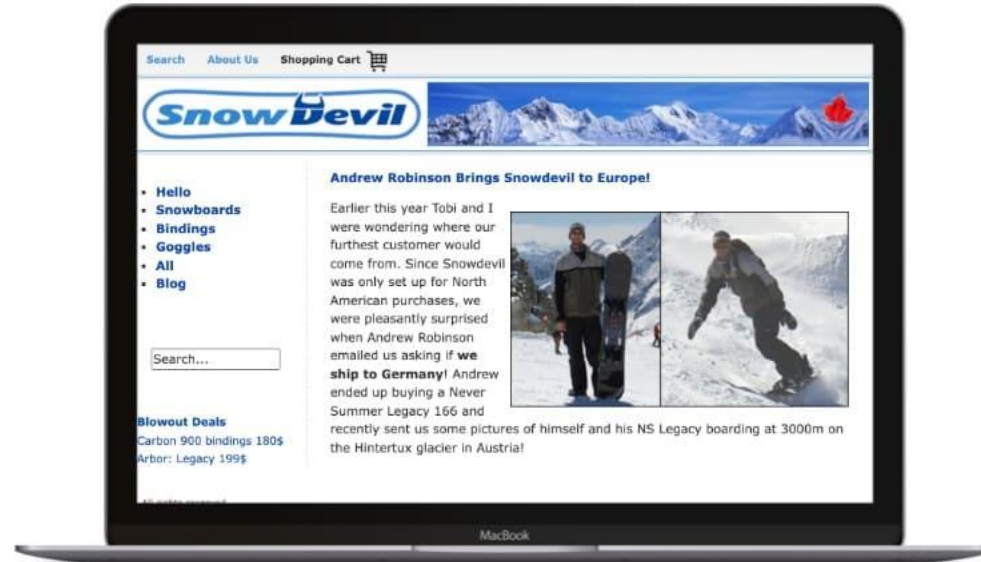 Search About Us Shopping Cart
Snow Devil
Andrew Robinson Brings Snowdevil to Europe!
Hello
Snowboards
Bindings
Goggles
All
Blog
Search...
Blowout Deals
Carbon 900 bindings 180$
Arbor: Legacy 199$
Earlier this year Tobi and I
were wondering where our
furthest customer would
come from. Since Snowdevil
was only set up for North
American purchases, we
were pleasantly surprised
when Andrew Robinson
emailed us asking if we
ship to Germany! Andrew
ended up buying a Never
Summer Legacy 166 and
recently sent us some pictures of himself and his NS Legacy boarding at 3000m on
the Hintertux glacier in Austria!
MacBook